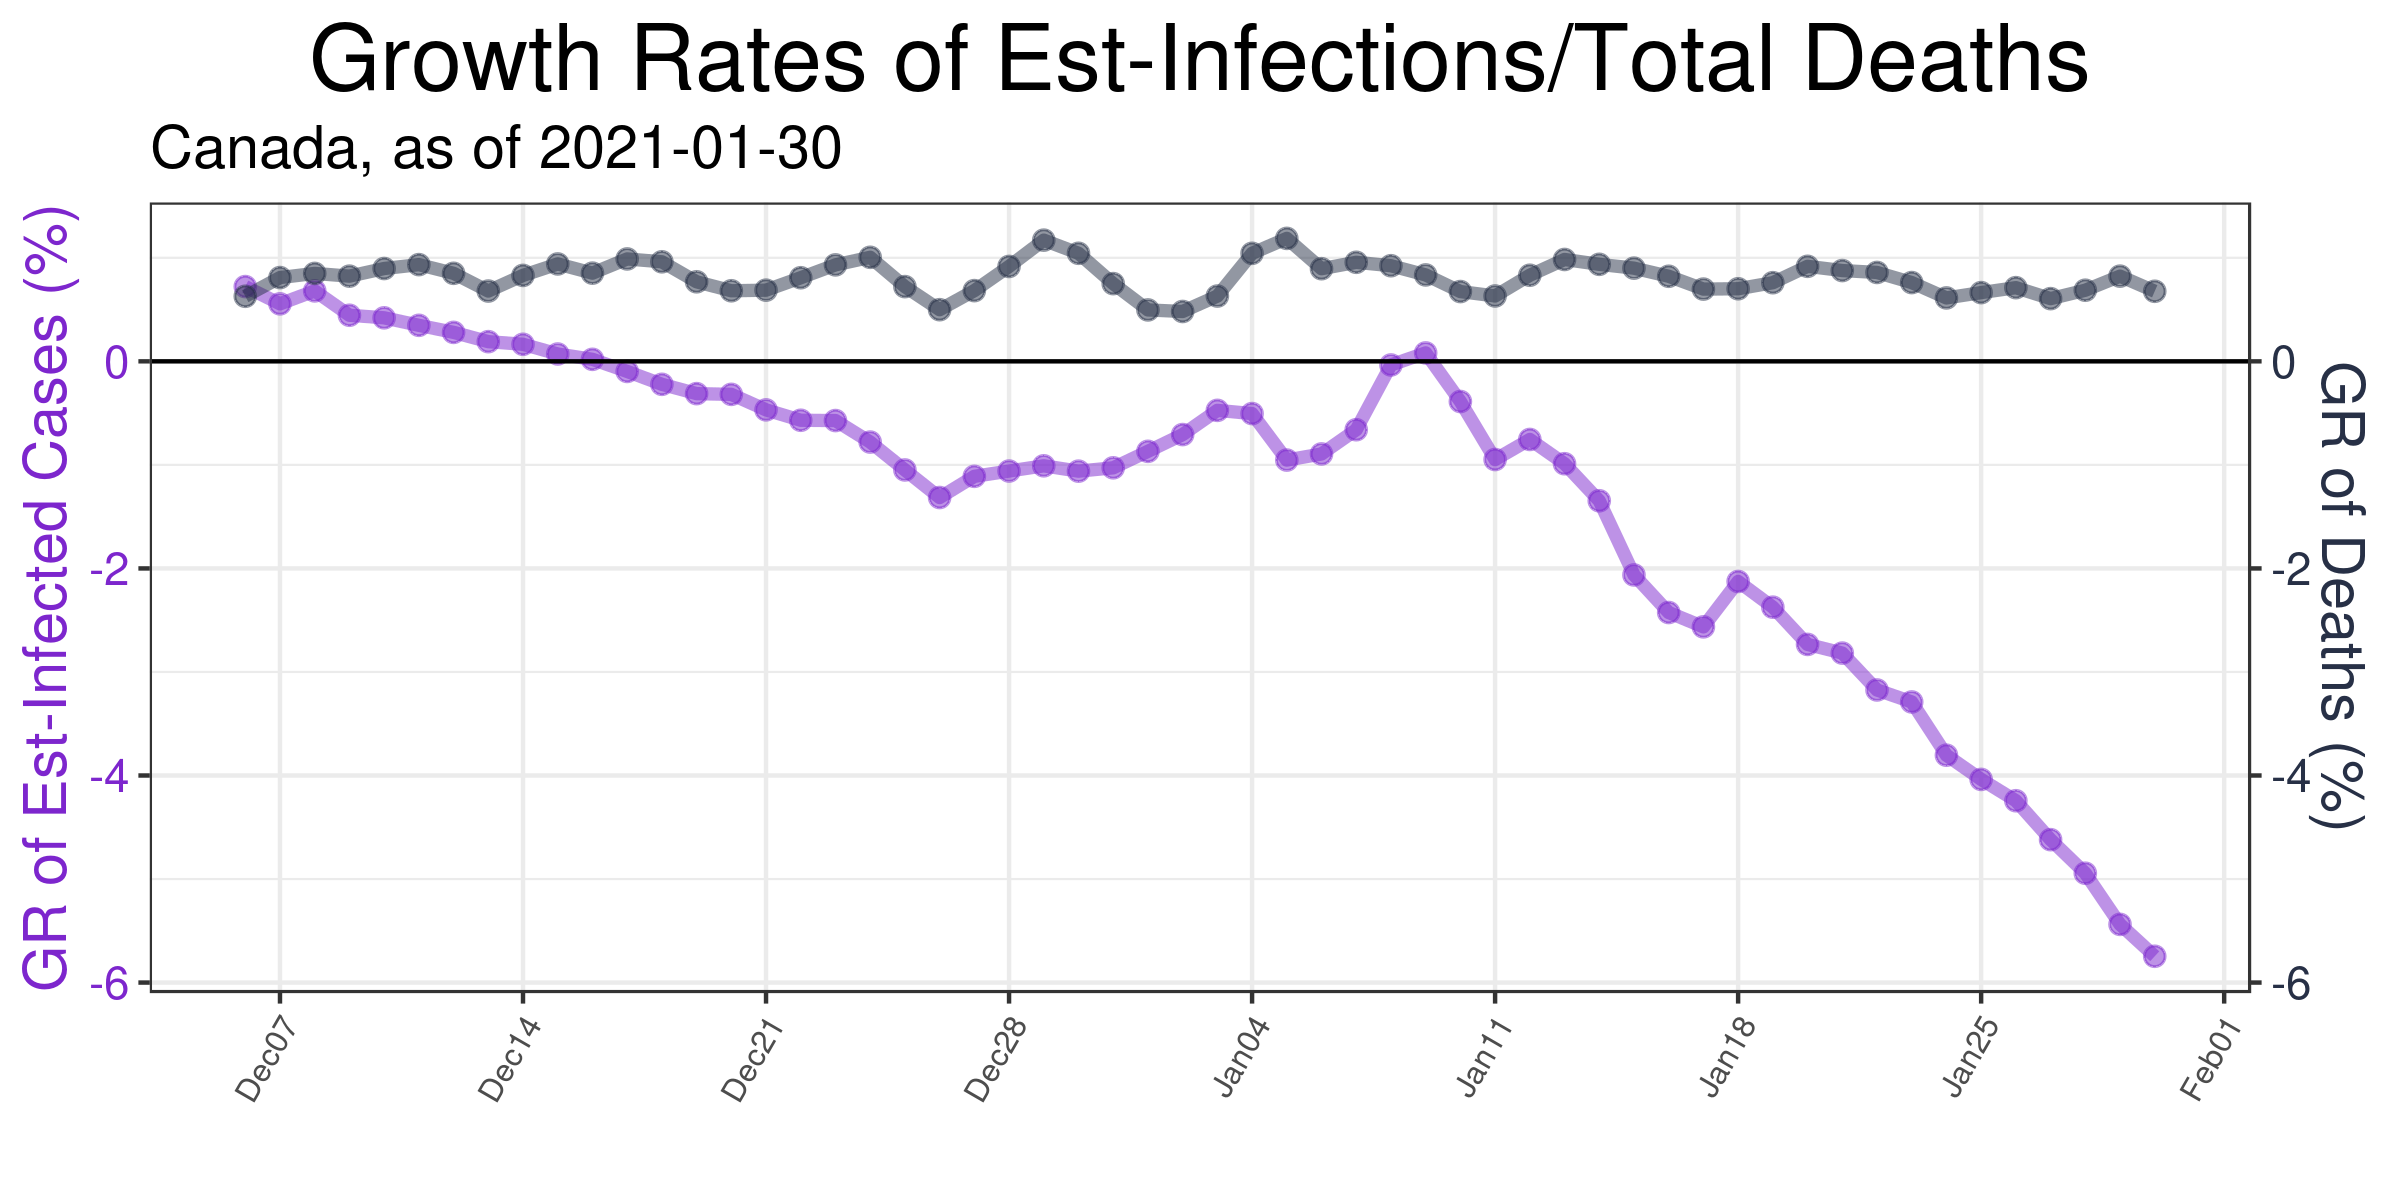 Growth Rates of Est-Infections/Total Deaths
Canada, as of 2021-01-30
GR of Est-Infected Cases (%)
0
-2
-4
-6
0
-2
-4
-6
GR of Deaths (%)
Dec07
Dec14
Dec21
Dec28
Jan04
Jan11
Jan18
Jan25
Feb01